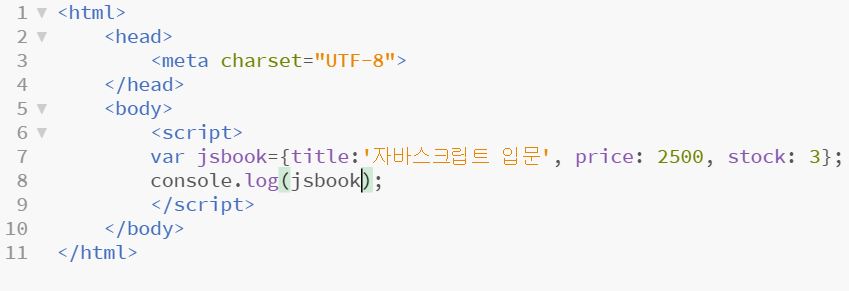 1 <html>
2 <head>
3 <meta charset="UTF-8">
4 </head>
5 <body>
6 <script>
7 var jsbook={title:'자바스크립트 입문', price: 2500, stock: 3};
8 console.log(jsbook);
9 </script>
10 </body>
11 </html>